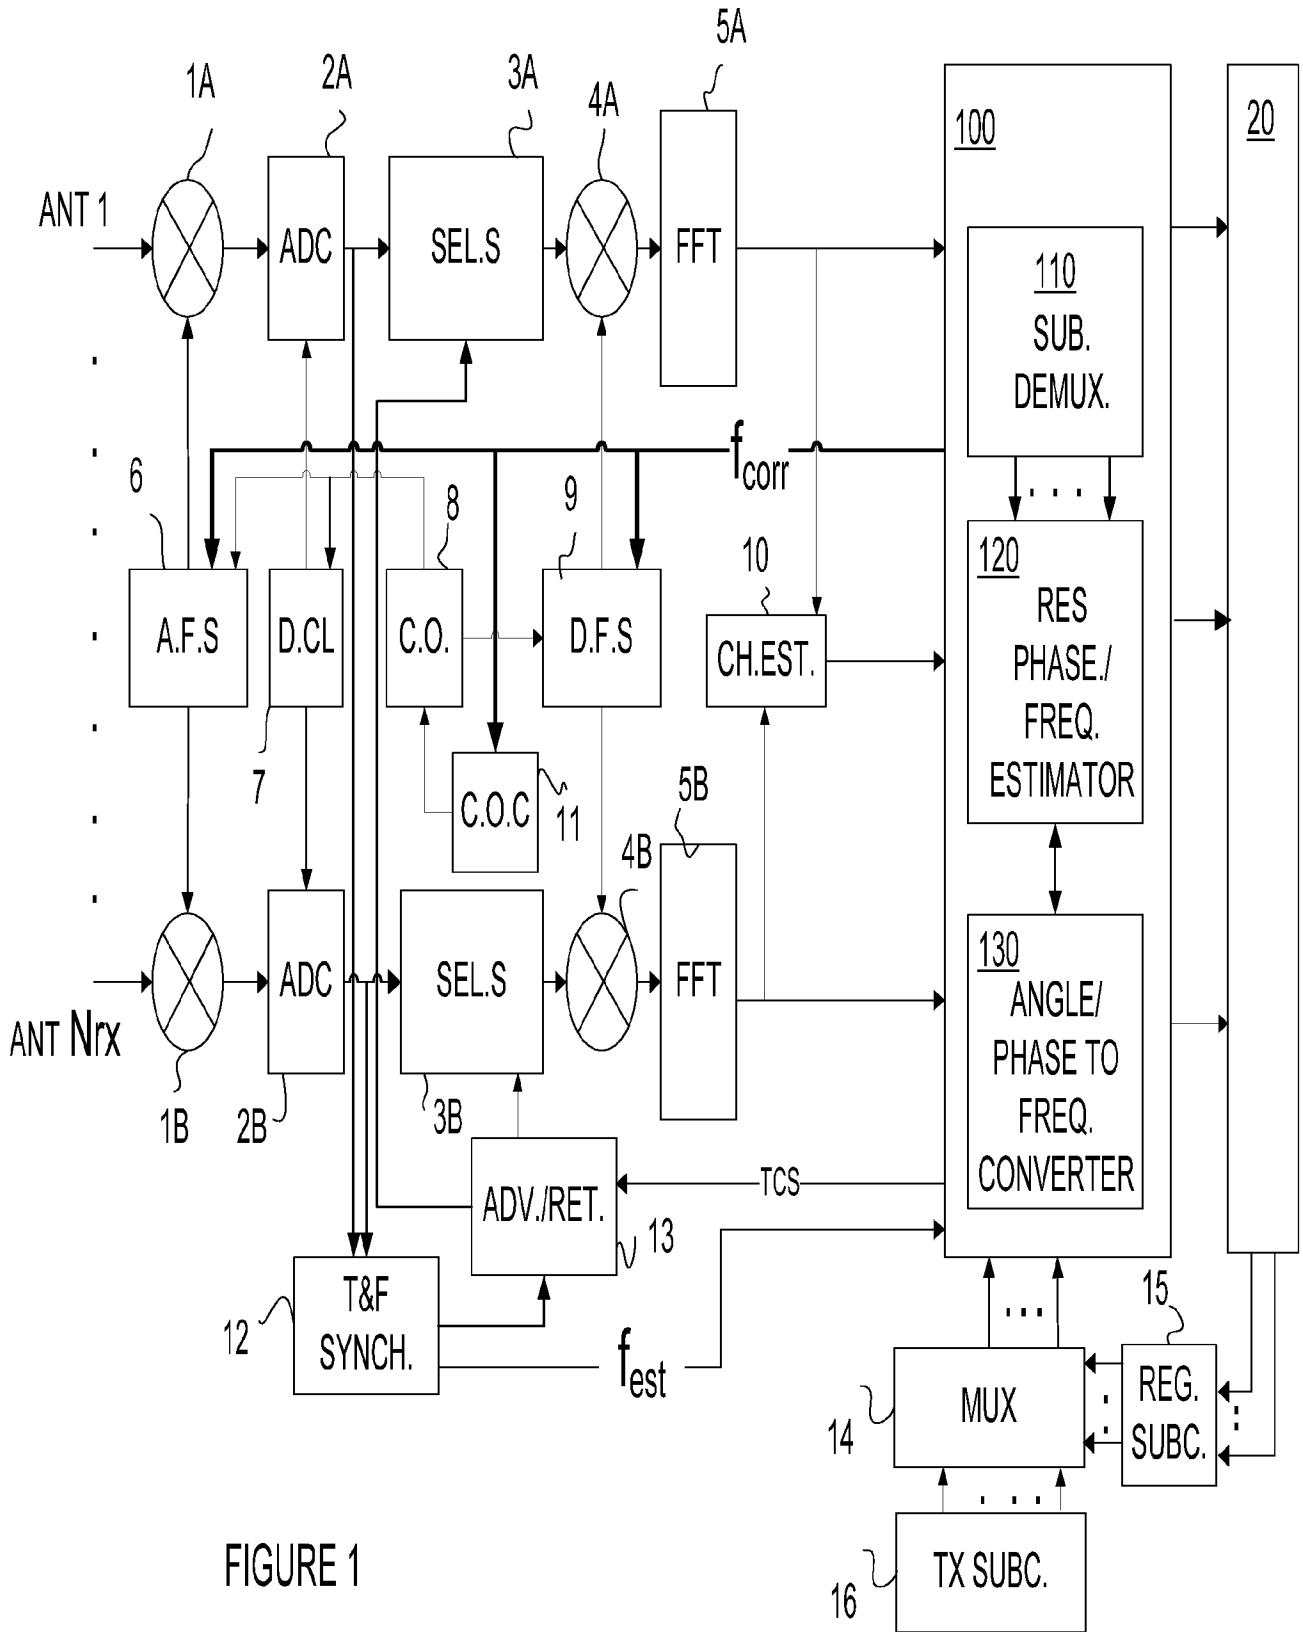 5A
1A
2A
3A
4A
100
20
ANT 1
ADC
SEL.S
FFT
110
SUB.
DEMUX.
fcorr
6
8
9
10
120
RES
PHASE./
FREQ.
ESTIMATOR
A.F.S
D.CL
C.O.
D.F.S
CH.EST.
7
C.O.C
11
5B
4B
ADC
SEL.S
FFT
130
ANGLE/
PHASE TO
FREQ.
CONVERTER
ANT Nrx
1B
2B
3B
ADV./RET.
TCS
13
12
T&F
SYNCH.
fest
15
14
MUX
REG.
SUBC.
16
TX SUBC.
FIGURE 1